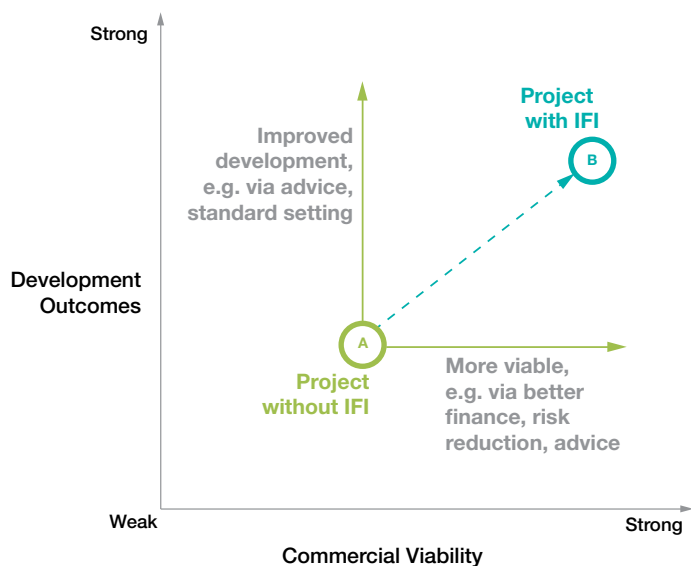 Strong
Project
with IFI
B
Improved
development,
e.g. via advice,
standard setting
Development
Outcomes
A
Project
without IFI
More viable,
e.g. via better
finance, risk
reduction, advice
Weak
Strong
Commercial Viability